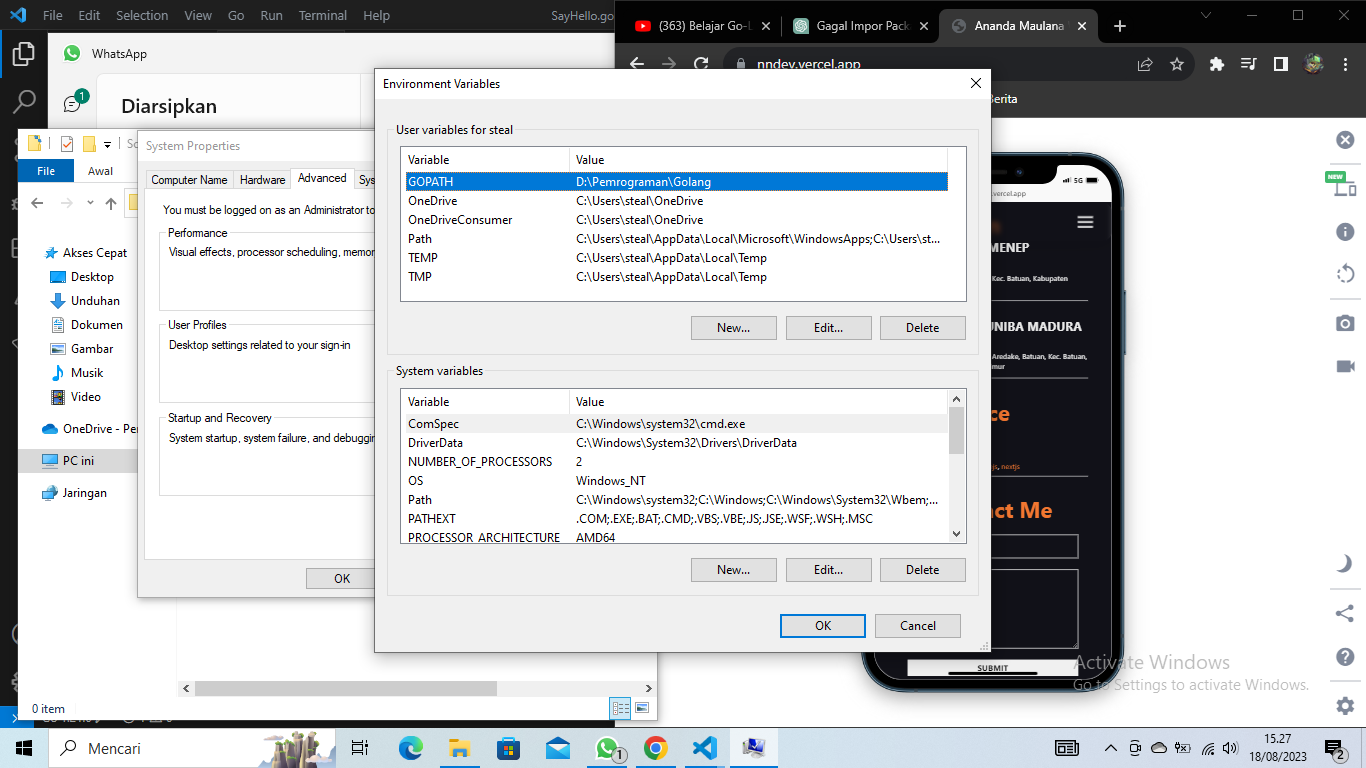 File Edit Selection View Go Run Terminal Help SayHello.go
(363) Belajar Go-L
Gagal Impor Pack
Ananda Maulana
nndev.vercel.app
Berita
WhatsApp
1
Diarsipkan
File
Awal
Akses Cepat
Desktop
Unduhan
Dokumen
Gambar
Musik
Video
OneDrive - Per
PC ini
Jaringan
0 item
System Properties
Computer Name Hardware Advanced Sys
You must be logged on as an Administrator to
Performance
Visual effects, processor scheduling, memor
User Profiles
Desktop settings related to your sign-in
Startup and Recovery
System startup, system failure, and debuggin
OK
Environment Variables
User variables for steal
Variable Value
GOPATH D:\Pemrograman\Golang
OneDrive C:\Users\steal\OneDrive
OneDriveConsumer C:\Users\steal\OneDrive
Path C:\Users\steal\AppData\Local\Microsoft\WindowsApps;C:\Users\st...
TEMP C:\Users\steal\AppData\Local\Temp
TMP C:\Users\steal\AppData\Local\Temp
New... Edit... Delete
System variables
Variable Value
ComSpec C:\Windows\system32\cmd.exe
DriverData C:\Windows\System32\Drivers\DriverData
NUMBER_OF_PROCESSORS 2
OS Windows_NT
Path C:\Windows\system32;C:\Windows;C:\Windows\System32\Wbem;...
PATHEXT .COM;.EXE;.BAT;.CMD;.VBS;.VBE;.JS;.JSE;.WSF;.WSH;.MSC
PROCESSOR_ARCHITECTURE AMD64
New... Edit... Delete
OK Cancel
5G
vercel.app
MENEP
Kec. Batuan, Kabupaten
UNIBA MADURA
Aredake, Batuan, Kec. Batuan,
mur
ce
js, nextjs
ct Me
SUBMIT
NEW
Activate Windows
Go to Settings to activate Windows.
Mencari
1
15.27
18/08/2023
2